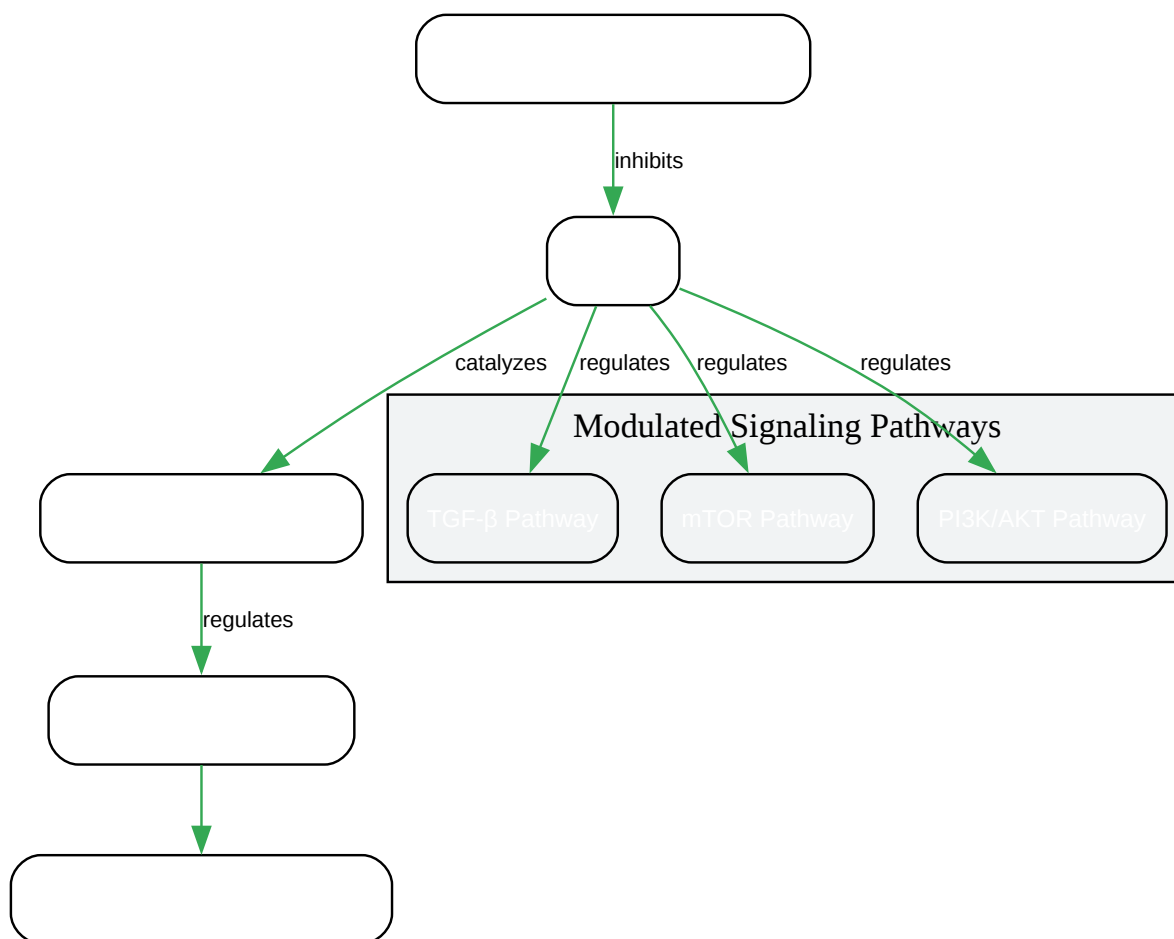 inhibits
catalyzes
regulates
regulates
regulates
Modulated Signaling Pathways
TGF-β Pathway
mTOR Pathway
PI3K/AKT Pathway
regulates